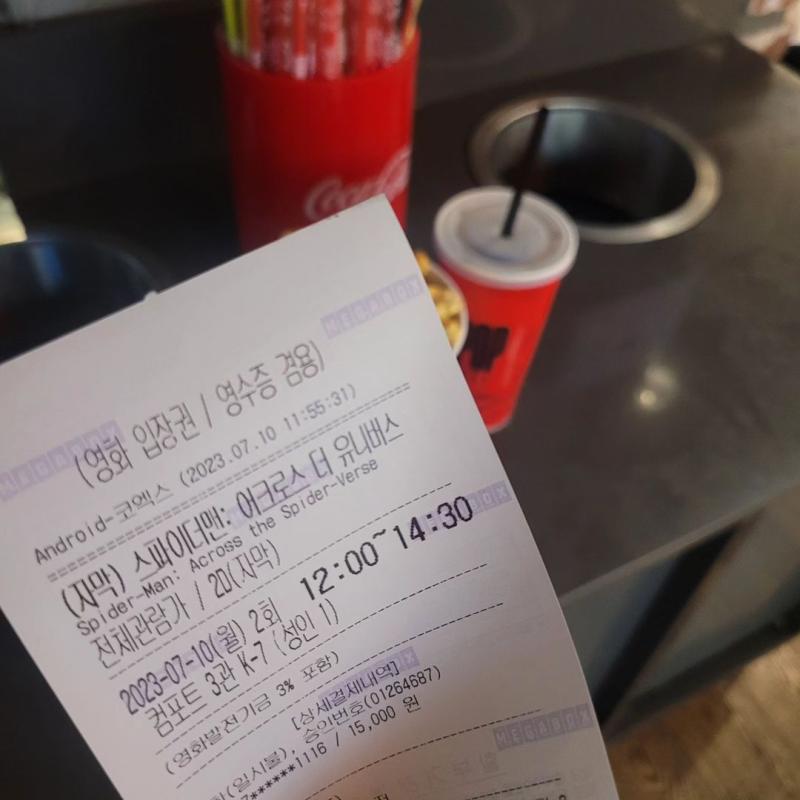 Coca-Cola
MEGABOX
MEGABOX
(영화 입장권 / 영수증 겸용)
Android-코엑스 (2023.07.10 11:55:31)
(자막) 스파이더맨: 어크로스 더 유니버스
Spider-Man: Across the Spider-Verse
전체관람가 / 2D(자막)
MEGABOX
2023-07-10(월) 2회 12:00~14:30
컴포트 3관 K-7 (성인 1)
(영화발전기금 3% 포함)
[상세결제내역]
(일시불), 승인번호(01264687)
******1116 / 15,000 원
MEGABOX